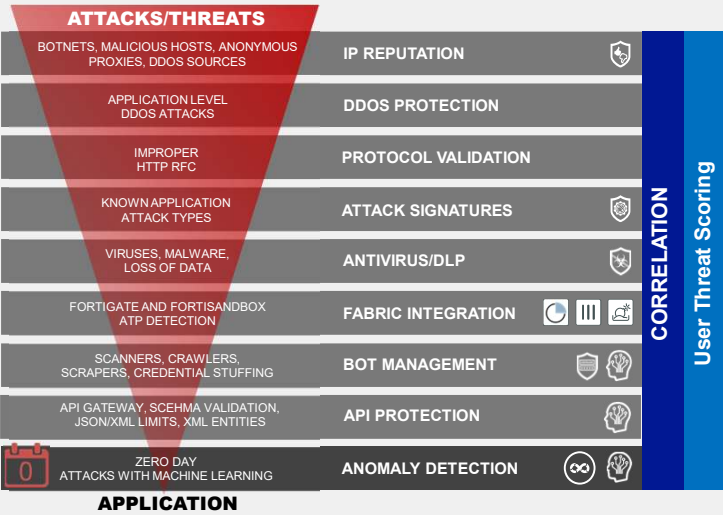 ATTACKS/THREATS
BOTNETS, MALICIOUS HOSTS, ANONYMOUS
PROXIES, DDOS SOURCES
IP REPUTATION
APPLICATION LEVEL
DDOS ATTACKS
DDOS PROTECTION
IMPROPER
HTTP RFC
PROTOCOL VALIDATION
KNOWN APPLICATION
ATTACK TYPES
ATTACK SIGNATURES
VIRUSES, MALWARE,
LOSS OF DATA
ANTIVIRUS/DLP
FORTIGATE AND FORTISANDBOX
ATP DETECTION
FABRIC INTEGRATION
SCANNERS, CRAWLERS,
SCRAPERS, CREDENTIAL STUFFING
BOT MANAGEMENT
API GATEWAY, SCEHMA VALIDATION,
JSON/XML LIMITS, XML ENTITIES
API PROTECTION
0
ZERO DAY
ATTACKS WITH MACHINE LEARNING
ANOMALY DETECTION
APPLICATION
CORRELATION
User Threat Scoring